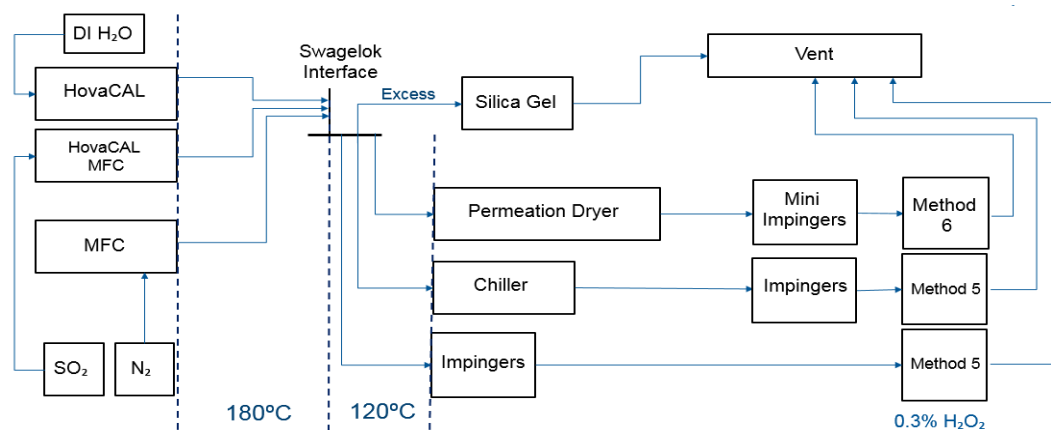 DI H₂O
HovaCAL
HovaCAL
MFC
MFC
SO₂
N₂
180ºC
Swagelok
Interface
120ºC
Excess
Silica Gel
Vent
Permeation Dryer
Mini
Impingers
Method
6
Chiller
Impingers
Method 5
Impingers
Method 5
0.3% H₂O₂